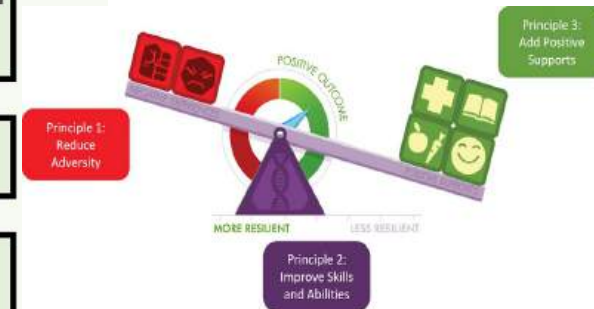 Principle 3:
Add Positive
Supports
POSITIVE OUTCOME
Principle 1:
Reduce
Adversity
MORE RESILIENT
LESS RESILIENT
Principle 2:
Improve Skills
and Abilities